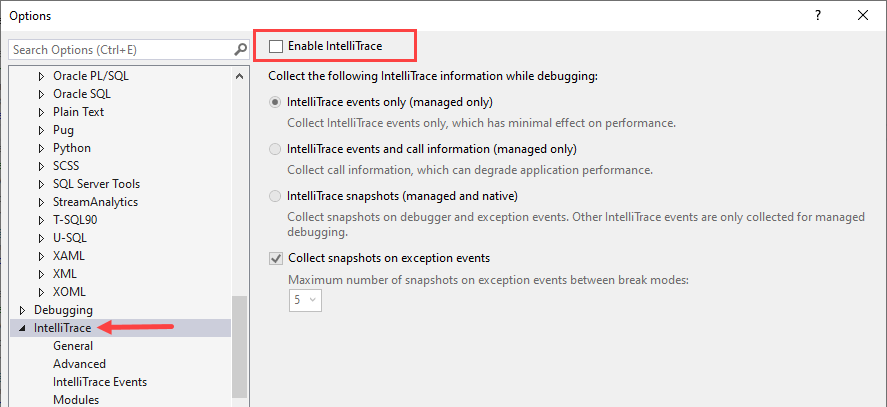 Options
Search Options (Ctrl+E)
Oracle PL/SQL
Oracle SQL
Plain Text
Pug
Python
SCSS
SQL Server Tools
StreamAnalytics
T-SQL90
U-SQL
XAML
XML
XOML
Debugging
IntelliTrace
General
Advanced
IntelliTrace Events
Modules
Enable IntelliTrace
Collect the following IntelliTrace information while debugging:
IntelliTrace events only (managed only)
Collect IntelliTrace events only, which has minimal effect on performance.
IntelliTrace events and call information (managed only)
Collect call information, which can degrade application performance.
IntelliTrace snapshots (managed and native)
Collect snapshots on debugger and exception events. Other IntelliTrace events are only collected for managed
debugging.
Collect snapshots on exception events
Maximum number of snapshots on exception events between break modes:
5